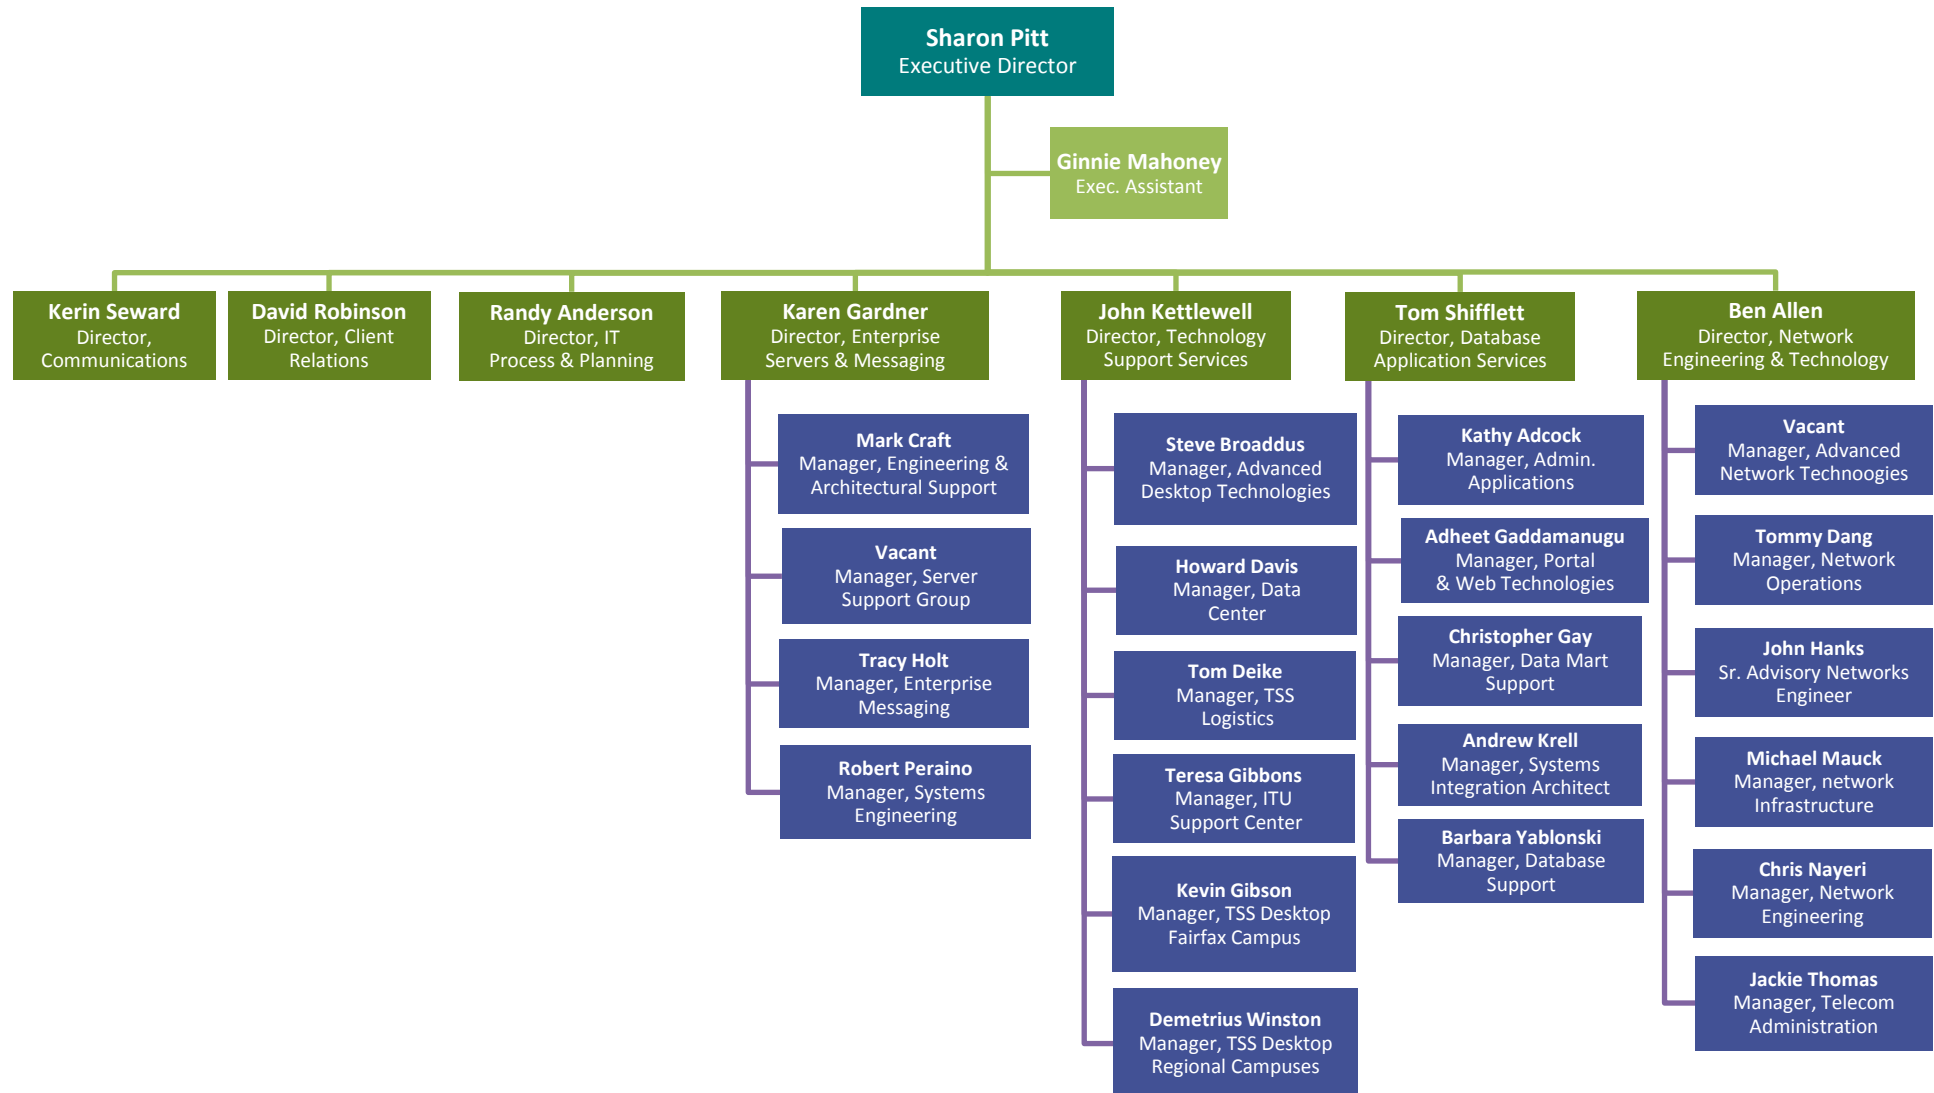 Sharon Pitt
Executive Director
Ginnie Mahoney
Exec. Assistant
Kerin Seward
Director,
Communications
David Robinson
Director, Client
Relations
Randy Anderson
Director, IT
Process & Planning
Karen Gardner
Director, Enterprise
Servers & Messaging
John Kettlewell
Director, Technology
Support Services
Tom Shifflett
Director, Database
Application Services
Ben Allen
Director, Network
Engineering & Technology
Mark Craft
Manager, Engineering &
Architectural Support
Vacant
Manager, Server
Support Group
Tracy Holt
Manager, Enterprise
Messaging
Robert Peraino
Manager, Systems
Engineering
Steve Broaddus
Manager, Advanced
Desktop Technologies
Howard Davis
Manager, Data
Center
Tom Deike
Manager, TSS
Logistics
Teresa Gibbons
Manager, ITU
Support Center
Kevin Gibson
Manager, TSS Desktop
Fairfax Campus
Demetrius Winston
Manager, TSS Desktop
Regional Campuses
Kathy Adcock
Manager, Admin.
Applications
Adheet Gaddamanugu
Manager, Portal
& Web Technologies
Christopher Gay
Manager, Data Mart
Support
Andrew Krell
Manager, Systems
Integration Architect
Barbara Yablonski
Manager, Database
Support
Vacant
Manager, Advanced
Network Technoogies
Tommy Dang
Manager, Network
Operations
John Hanks
Sr. Advisory Networks
Engineer
Michael Mauck
Manager, network
Infrastructure
Chris Nayeri
Manager, Network
Engineering
Jackie Thomas
Manager, Telecom
Administration